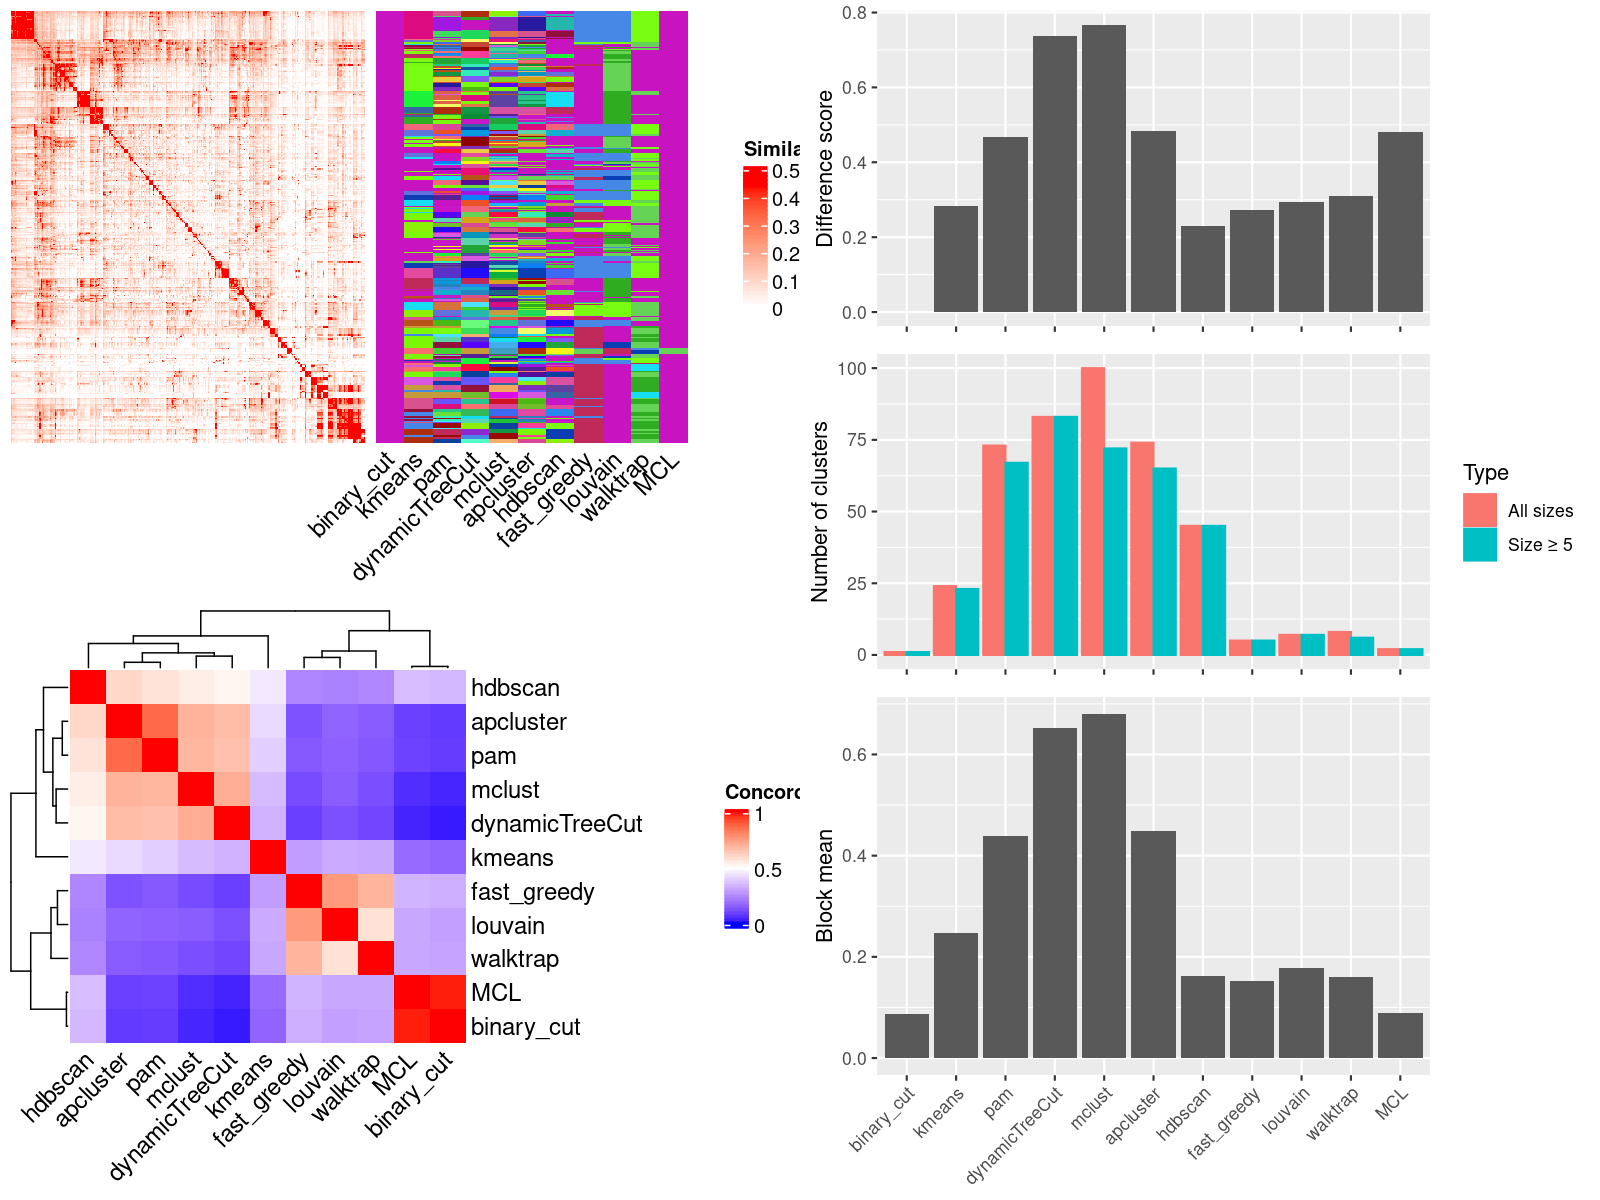 Simila
0.5
0.4
0.3
0.2
0.1
0
binary_cut
kmeans
pam
dynamicTreeCut
mclust
apcluster
hdbscan
fast_greedy
louvain
walktrap
MCL
hdbscan
apcluster
pam
mclust
dynamicTreeCut
kmeans
fast_greedy
louvain
walktrap
MCL
binary_cut
hdbscan
apcluster
pam
mclust
dynamicTreeCut
kmeans
fast_greedy
louvain
walktrap
MCL
binary_cut
Concord
1
0.5
0
Difference score
0.8
0.6
0.4
0.2
0.0
Number of clusters
100
75
50
25
0
Type
All sizes
Size ≥ 5
Block mean
0.6
0.4
0.2
0.0
binary_cut
kmeans
pam
dynamicTreeCut
mclust
apcluster
hdbscan
fast_greedy
louvain
walktrap
MCL